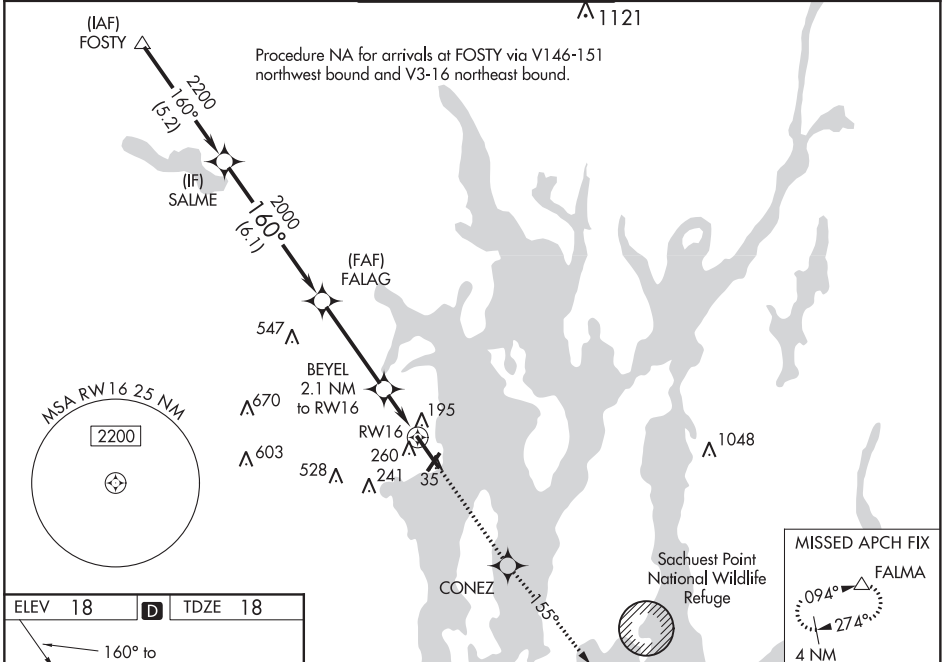 1121
(IAF)
FOSTY
Procedure NA for arrivals at FOSTY via V146-151
northwest bound and V3-16 northeast bound.
2200
160°
(5.2)
(IF)
SALME
2000
160°
(6.1)
(FAF)
FALAG
547
BEYEL
2.1 NM
to RW16
MSA RW16 25 NM
2200
670
195
RW16
260
603
528
241
35
1048
CONEZ
155°
Sachuest Point
National Wildlife
Refuge
MISSED APCH FIX
FALMA
094°
274°
4 NM
ELEV 18 D TDZE 18
160° to